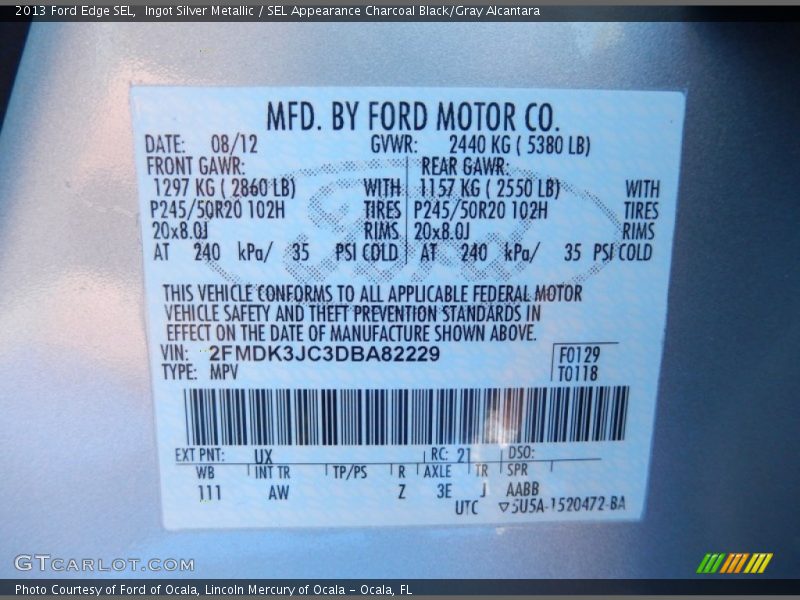 2013 Ford Edge SEL, Ingot Silver Metallic / SEL Appearance Charcoal Black/Gray Alcantara
MFD. BY FORD MOTOR CO.
DATE: 08/12 GVWR: 2440 KG ( 5380 LB)
FRONT GAWR: REAR GAWR:
1297 KG ( 2860 LB) WITH 1157 KG ( 2550 LB) WITH
P245/50R20 102H TIRES P245/50R20 102H TIRES
20x8.0J RIMS 20x8.0J RIMS
AT 240 kPa/ 35 PSI COLD AT 240 kPa/ 35 PSI COLD
THIS VEHICLE CONFORMS TO ALL APPLICABLE FEDERAL MOTOR
VEHICLE SAFETY AND THEFT PREVENTION STANDARDS IN
EFFECT ON THE DATE OF MANUFACTURE SHOWN ABOVE.
VIN: 2FMDK3JC3DBA82229 F0129
TYPE: MPV T0118
EXT PNT: UX RC: 21 DSO:
WB INT TR TP/PS R AXLE TR SPR
111 AW Z 3E J AABB
UTC ▽5U5A-1520472-BA
GTCARLOT.COM
Photo Courtesy of Ford of Ocala, Lincoln Mercury of Ocala - Ocala, FL